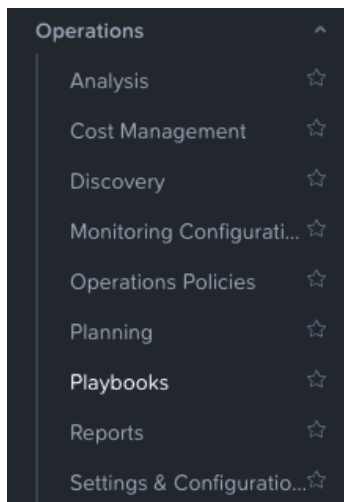 Operations
Analysis
Cost Management
Discovery
Monitoring Configurati...
Operations Policies
Planning
Playbooks
Reports
Settings & Configuratio...